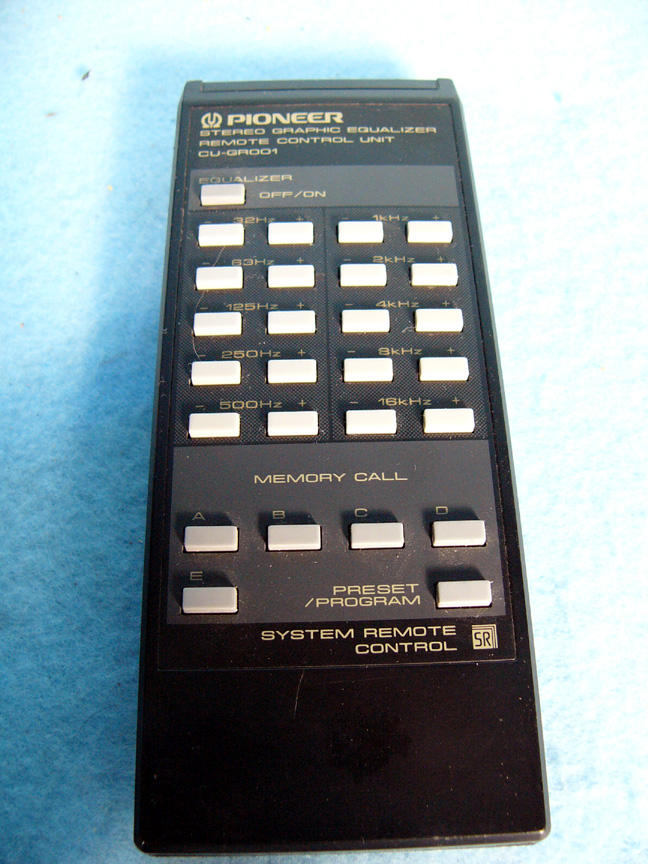 PIONEER
STEREO GRAPHIC EQUALIZER
REMOTE CONTROL UNIT
CU-GR001
EQUALIZER
OFF/ON
- 32Hz + - 1kHz +
- 63Hz + - 2kHz +
- 125Hz + - 4kHz +
- 250Hz + - 8kHz +
- 500Hz + - 16kHz +
MEMORY CALL
A B C D
E
PRESET
/PROGRAM
SYSTEM REMOTE
CONTROL
SR